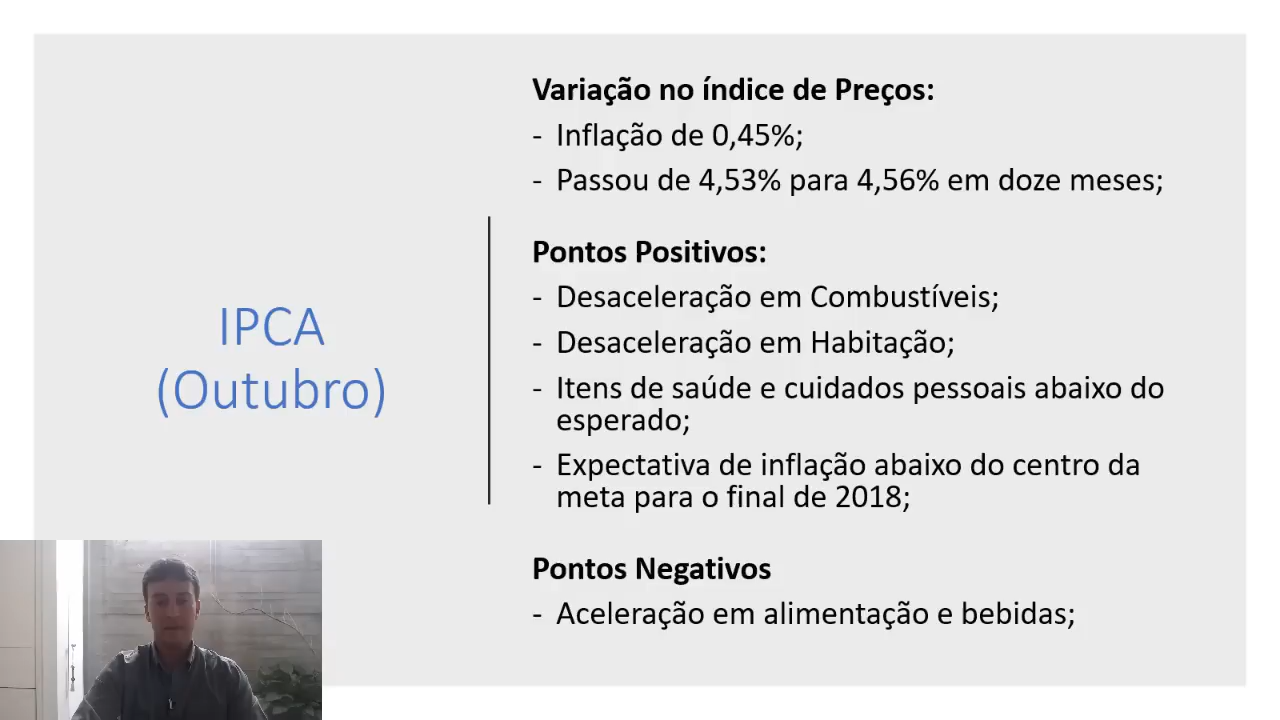 IPCA
(Outubro)
Variação no índice de Preços:
- Inflação de 0,45%;
- Passou de 4,53% para 4,56% em doze meses;
Pontos Positivos:
- Desaceleração em Combustíveis;
- Desaceleração em Habitação;
- Itens de saúde e cuidados pessoais abaixo do
esperado;
- Expectativa de inflação abaixo do centro da
meta para o final de 2018;
Pontos Negativos
- Aceleração em alimentação e bebidas;